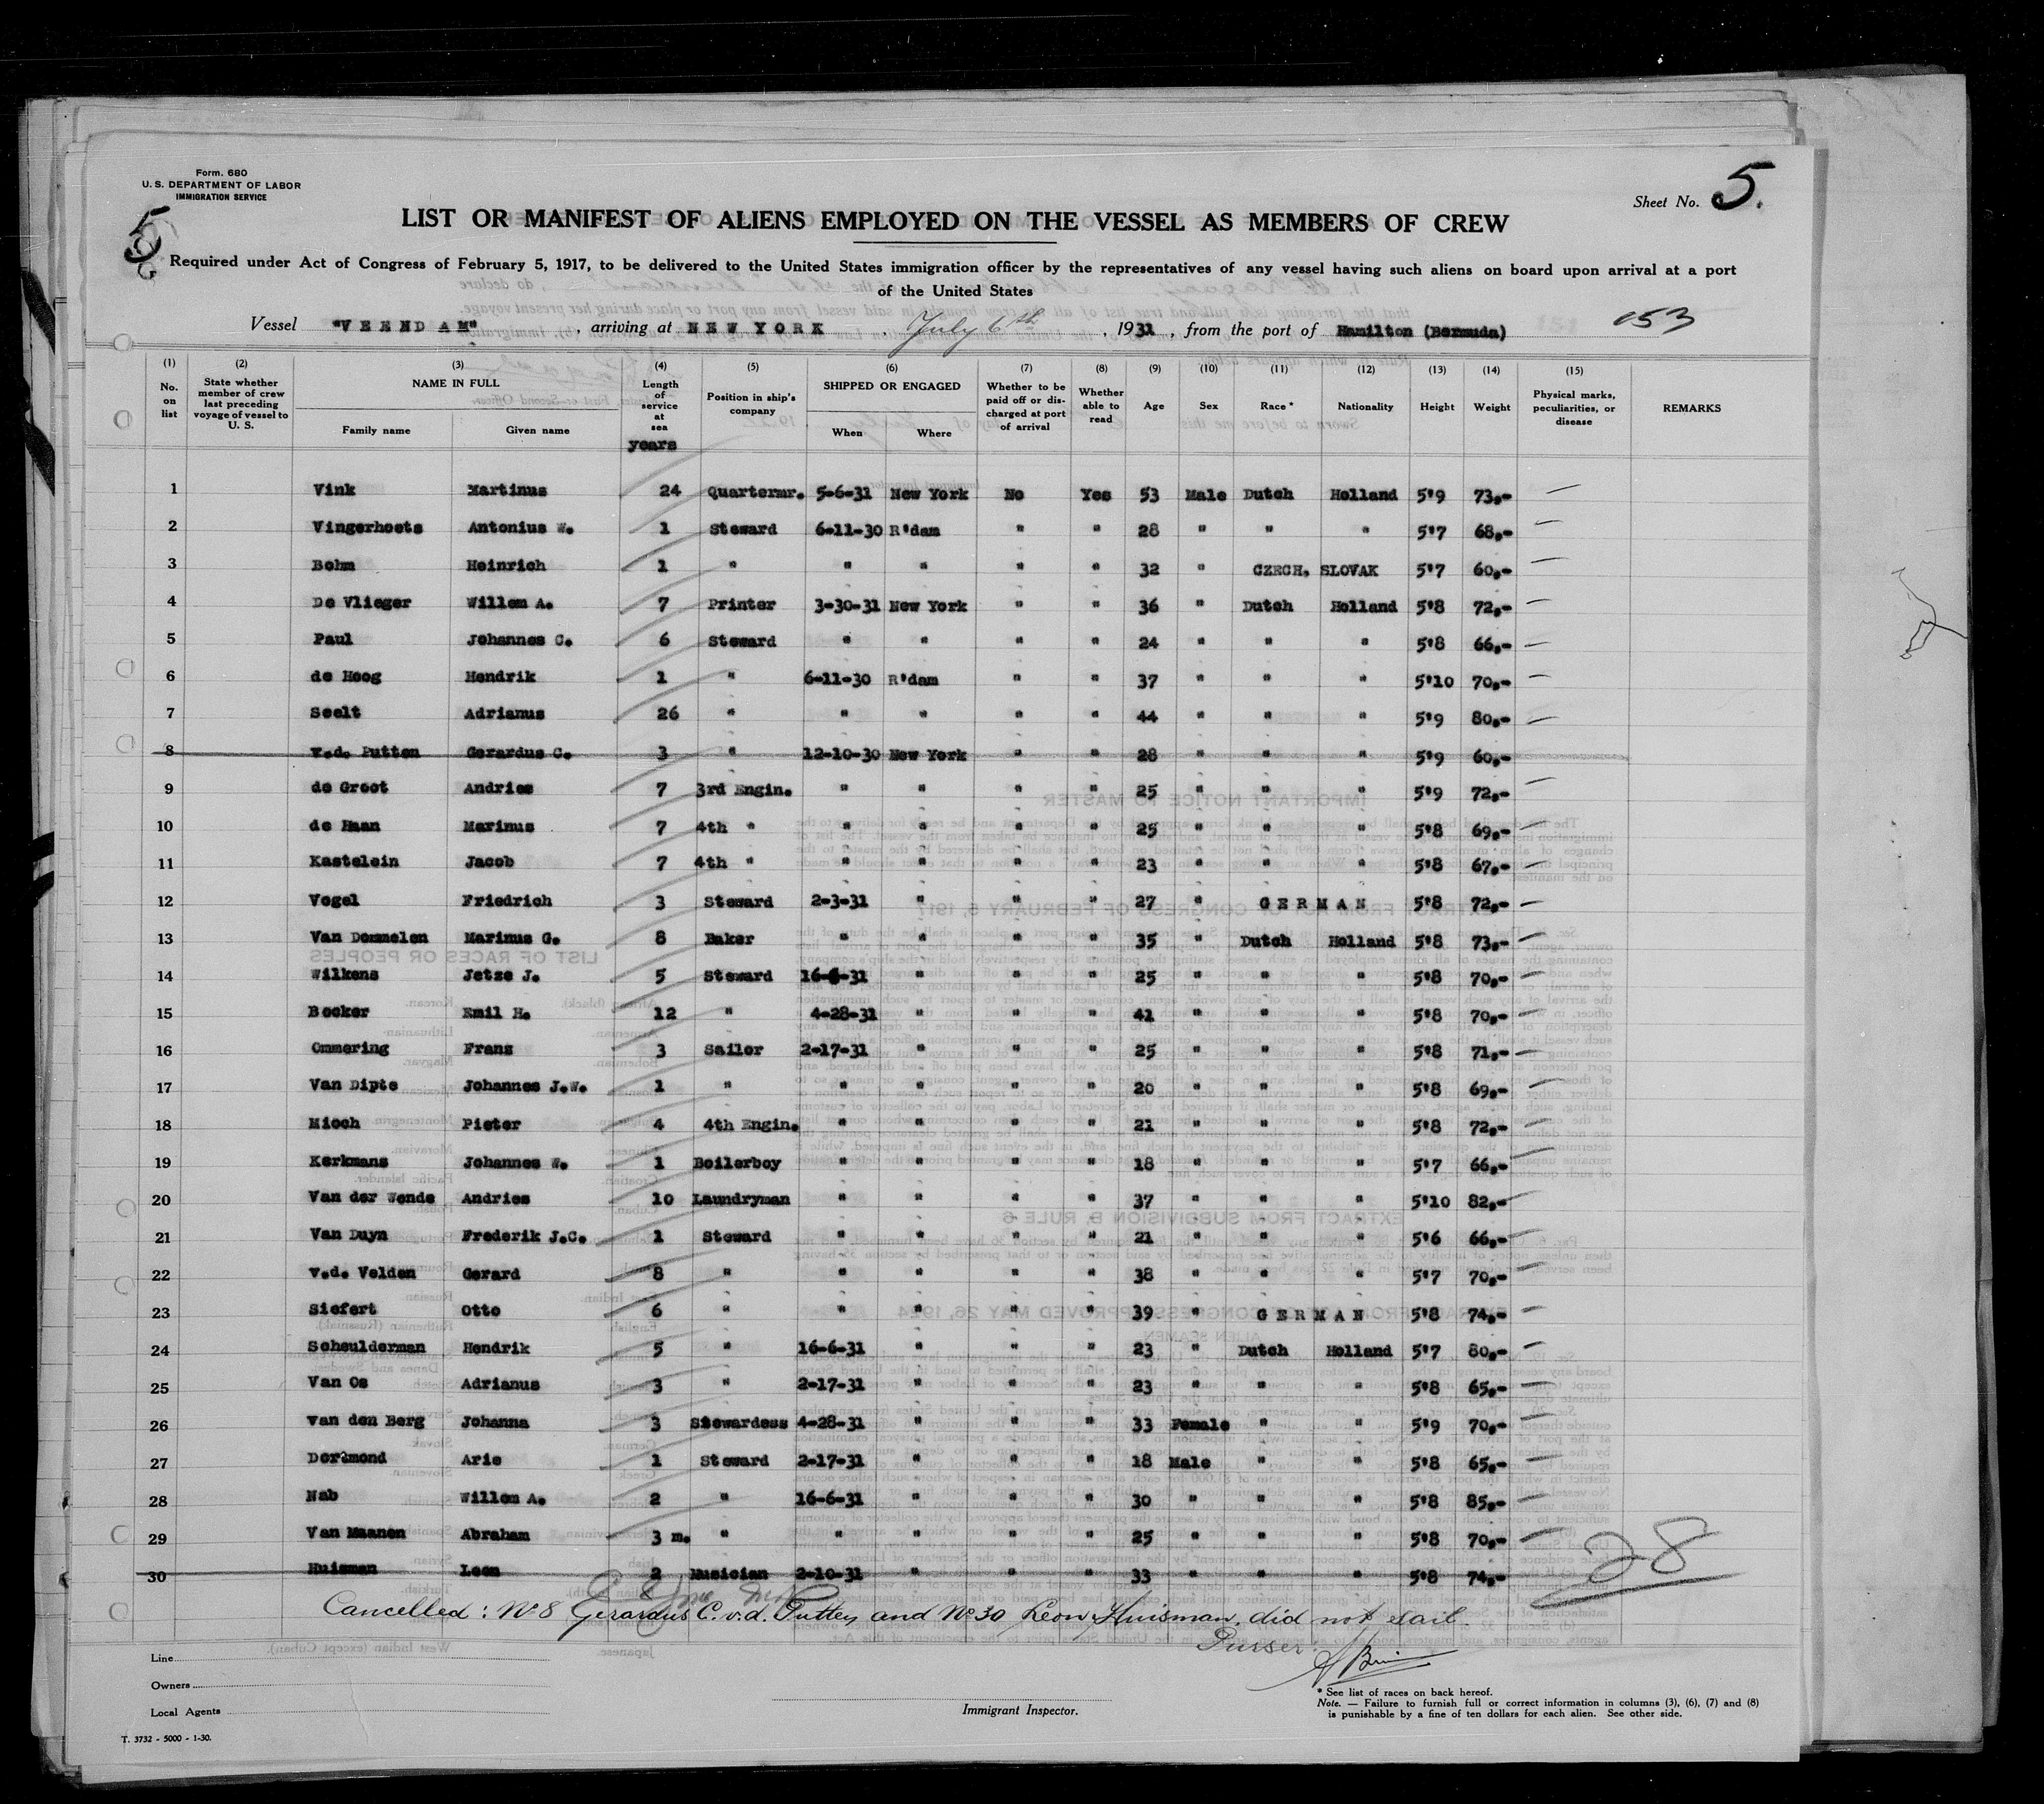 Form. 680
U. S. DEPARTMENT OF LABOR
IMMIGRATION SERVICE
Sheet No. 5.
5
LIST OR MANIFEST OF ALIENS EMPLOYED ON THE VESSEL AS MEMBERS OF CREW
Required under Act of Congress of February 5, 1917, to be delivered to the United States immigration officer by the representatives of any vessel having such aliens on board upon arrival at a port
of the United States
Vessel "VEENDAM", arriving at NEW YORK, July 6th, 1931, from the port of Hamilton (Bermuda) 153
(1) No. on list (2) State whether member of crew last preceding voyage of vessel to U. S. (3) NAME IN FULL Family name Given name (4) Length of service at sea years (5) Position in ship's company (6) SHIPPED OR ENGAGED When Where (7) Whether to be paid off or discharged at port of arrival (8) Whether able to read (9) Age (10) Sex (11) Race * (12) Nationality (13) Height (14) Weight (15) Physical marks, peculiarities, or disease REMARKS
1 Vink Martinus 24 Quartermr. 5-6-31 New York No Yes 53 Male Dutch Holland 5'9 73,- —
2 Vingerhoets Antonius W. 1 Steward 6-11-30 R'dam " " 28 " " " 5'7 68,- —
3 Bohm Heinrich 1 " " " " " 32 " CZECH, SLOVAK 5'7 60,- —
4 De Vlieger Willem A. 7 Printer 3-30-31 New York " " 36 " Dutch Holland 5'8 72,- —
5 Paul Johannes C. 6 Steward " " " " 24 " " " 5'8 66,- —
6 de Hoog Hendrik 1 " 6-11-30 R'dam " " 37 " " " 5'10 70,- —
7 Seelt Adrianus 26 " " " " " 44 " " " 5'9 80,- —
8 v.d. Putten Gerardus C. 3 " 12-10-30 New York " " 28 " " " 5'9 60,-
9 de Groot Andries 7 3rd Engin. " " " " 25 " " " 5'9 72,- —
10 de Haan Marinus 7 4th " " " " " 25 " " " 5'8 69,- —
11 Kastelein Jacob 7 4th " " " " " 23 " " " 5'8 67,- —
12 Vogel Friedrich 3 Steward 2-3-31 " " " 27 " GERMAN 5'8 72,- —
13 Van Dommelen Marinus G. 8 Baker " " " " 35 " Dutch Holland 5'8 73,- —
14 Wilkens Jetze J. 5 Steward 16-6-31 " " " 25 " " " 5'8 70,- —
15 Becker Emil H. 12 " 4-28-31 " " " 41 " " " 5'8 70,- —
16 Ommering Frans 3 Sailor 2-17-31 " " " 25 " " " 5'8 71,- —
17 Van Dipte Johannes J.W. 1 " " " " " 20 " " " 5'8 69,- —
18 Mioch Pieter 4 4th Engin. " " " " 21 " " " 5'8 72,- —
19 Kerkmans Johannes W. 1 Boilerboy " " " " 18 " " " 5'7 66,- —
20 Van der Wende Andries 10 Laundryman " " " " 37 " " " 5'10 82,- —
21 Van Duyn Frederik J.C. 1 Steward " " " " 21 " " " 5'6 66,- —
22 v.d. Velden Gerard 8 " " " " " 38 " " " 5'7 70,- —
23 Siefert Otto 6 " " " " " 39 " GERMAN 5'8 74,- —
24 Scheulderman Hendrik 5 " 16-6-31 " " " 23 " Dutch Holland 5'7 80,- —
25 Van Os Adrianus 3 " 2-17-31 " " " 23 " " " 5'8 65,- —
26 van den Berg Johanna 3 Stewardess 4-28-31 " " " 33 Female " " 5'9 70,- —
27 Dormond Arie 1 Steward 2-17-31 " " " 18 Male " " 5'8 65,- —
28 Nab Willem A. 2 " 16-6-31 " " " 30 " " " 5'8 85,- —
29 Van Maanen Abraham 3 m. " " " " " 25 " " " 5'8 70,- —
30 Huisman Leon 2 Musician 2-10-31 " " " 33 " " " 5'8 74,-
28
Cancelled: No 8 Gerardus C. v.d. Putten and No 30 Leon Huisman, did not sail
Purser:
Line
Owners
Local Agents
Immigrant Inspector.
* See list of races on back hereof.
Note. — Failure to furnish full or correct information in columns (3), (6), (7) and (8)
is punishable by a fine of ten dollars for each alien. See other side.
T. 3732 - 5000 - 1-30.